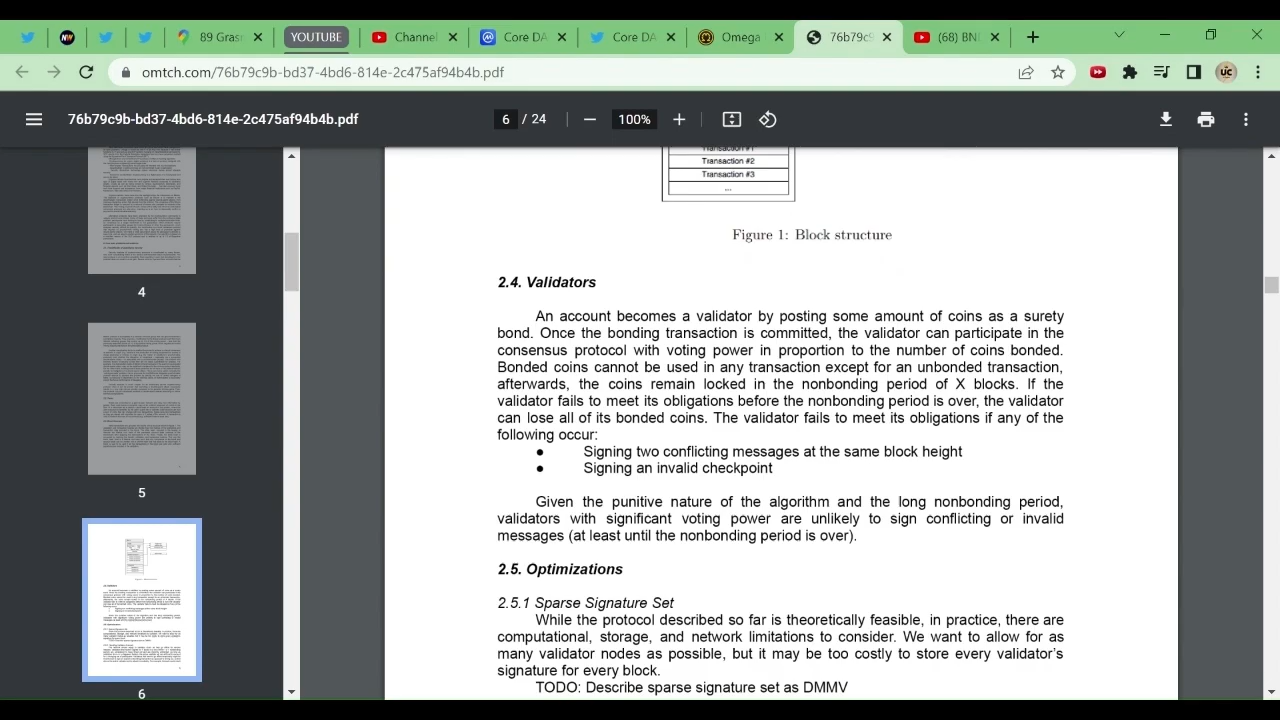 89 Gras
YOUTUBE
Channel
Core DA
Core DA
Omega
76b79c9
(68) BN
omtch.com/76b79c9b-bd37-4bd6-814e-2c475af94b4b.pdf
UC
76b79c9b-bd37-4bd6-814e-2c475af94b4b.pdf
6 / 24
100%
4
5
6
Transaction #1
Transaction #2
Transaction #3
...
Figure 1: Block structure
2.4. Validators
An account becomes a validator by posting some amount of coins as a surety
bond. Once the bonding transaction is committed, the validator can participate in the
consensus protocol with voting power in proportion to the number of coins bonded.
Bonded coins cannot be used in any transaction except for an unbonded transaction,
afterwards, the coins remain locked in the nonbonding period of X blocks. If the
validator fails to meet its obligations before the nonbonding period is over, the validator
can lose all of its bonded coins. The validator fails to meet its obligations if any of the
following occur:
● Signing two conflicting messages at the same block height
● Signing an invalid checkpoint
Given the punitive nature of the algorithm and the long nonbonding period,
validators with significant voting power are unlikely to sign conflicting or invalid
messages (at least until the nonbonding period is over).
2.5. Optimizations
2.5.1 Sparse Signature Set
While the protocol described so far is theoretically feasible, in practice, there are
computational, storage, and network limitations to consider. We want to allow for as
many validator nodes as possible, but it may be too costly to store every validator's
signature for every block.
TODO: Describe sparse signature set as DMMV